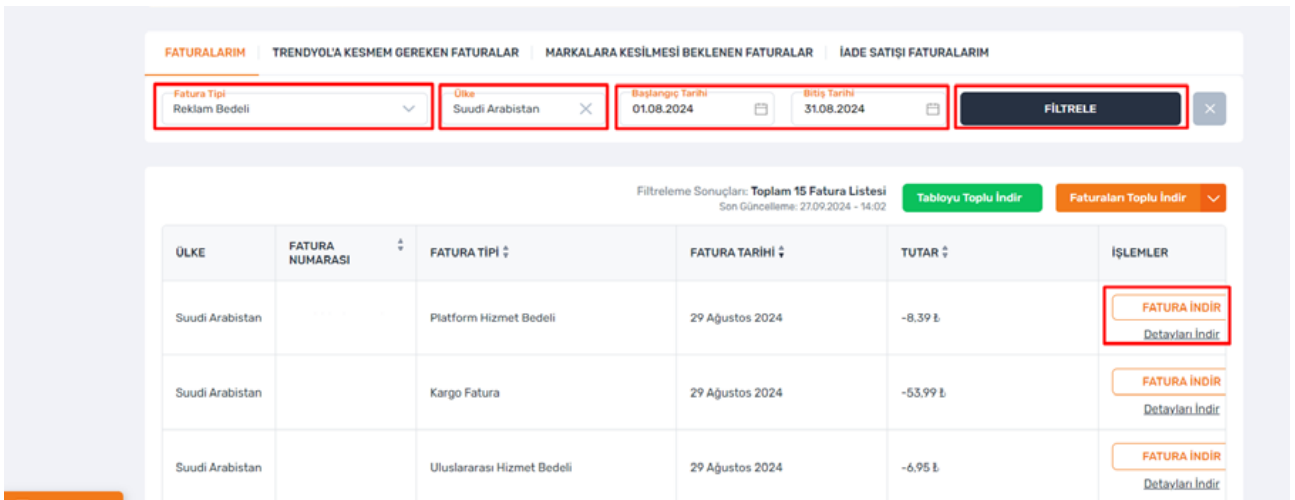 FATURALARIM TRENDYOL'A KESMEM GEREKEN FATURALAR MARKALARA KESİLMESİ BEKLENEN FATURALAR İADE SATIŞI FATURALARIM
Fatura Tipi Ülke Başlangıç Tarihi Bitiş Tarihi
Reklam Bedeli Suudi Arabistan 01.08.2024 31.08.2024 FİLTRELE
Filtreleme Sonuçları: Toplam 15 Fatura Listesi
Son Güncelleme: 27.09.2024 - 14:02
Tabloyu Toplu İndir Faturaları Toplu İndir
ÜLKE FATURA NUMARASI FATURA TİPİ FATURA TARİHİ TUTAR İŞLEMLER
Suudi Arabistan Platform Hizmet Bedeli 29 Ağustos 2024 -8,39 ₺ FATURA İNDİR
Detayları İndir
Suudi Arabistan Kargo Fatura 29 Ağustos 2024 -53,99 ₺ FATURA İNDİR
Detayları İndir
Suudi Arabistan Uluslararası Hizmet Bedeli 29 Ağustos 2024 -6,95 ₺ FATURA İNDİR
Detayları İndir